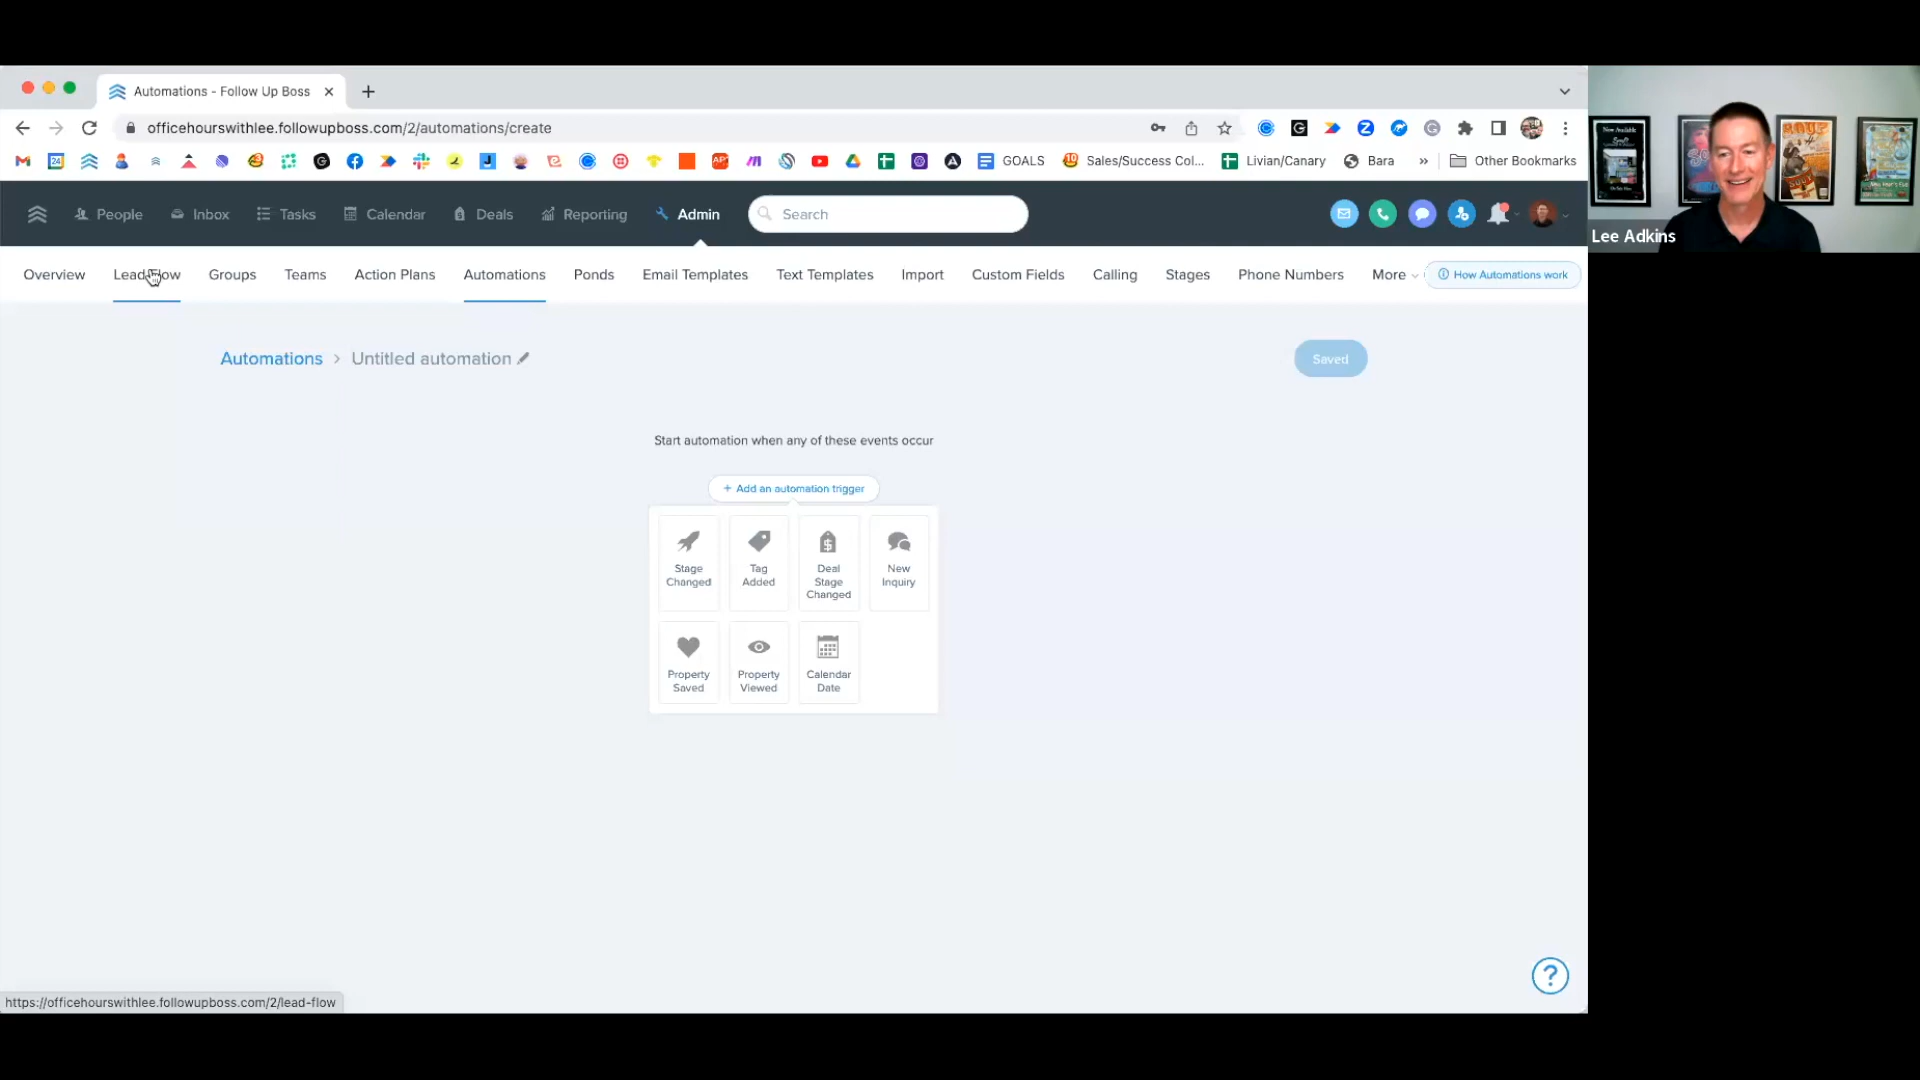 Automations - Follow Up Boss
officehourswithlee.followupboss.com/2/automations/create
GOALS Sales/Success Col... Livian/Canary Bara » Other Bookmarks
People Inbox Tasks Calendar Deals Reporting Admin Search
Lee Adkins
Overview Lead Flow Groups Teams Action Plans Automations Ponds Email Templates Text Templates Import Custom Fields Calling Stages Phone Numbers More How Automations work
Automations > Untitled automation Saved
Start automation when any of these events occur
+ Add an automation trigger
Stage Changed
Tag Added
Deal Stage Changed
New Inquiry
Property Saved
Property Viewed
Calendar Date
?
https://officehourswithlee.followupboss.com/2/lead-flow